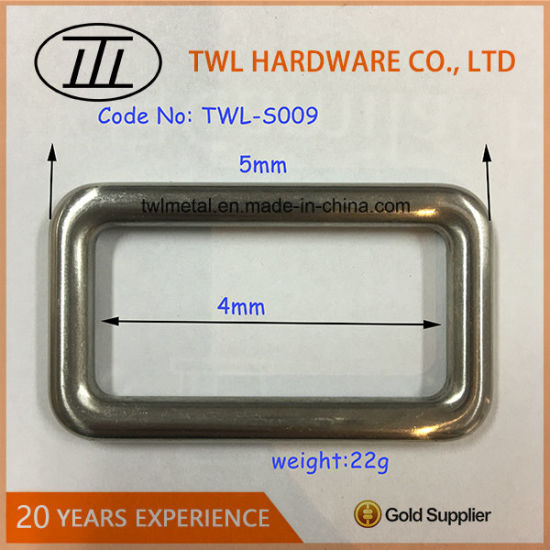 TWL HARDWARE CO., LTD
Code No: TWL-S009
5mm
twlmetal.en.made-in-china.com
4mm
weight:22g
20 YEARS EXPERIENCE
Gold Supplier